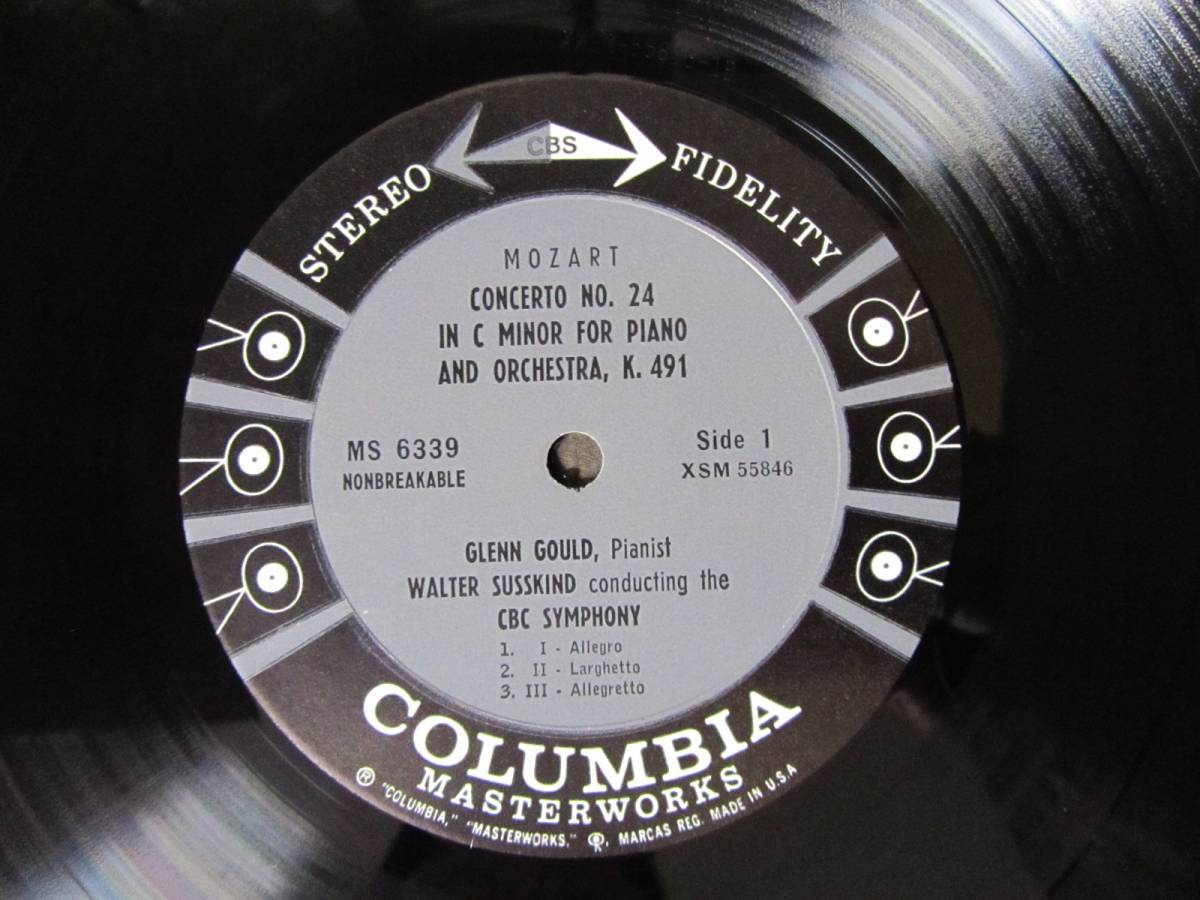 STEREO CBS FIDELITY
MOZART
CONCERTO NO. 24
IN C MINOR FOR PIANO
AND ORCHESTRA, K. 491
MS 6339
NONBREAKABLE
Side 1
XSM 55846
GLENN GOULD, Pianist
WALTER SUSSKIND conducting the
CBC SYMPHONY
1. I - Allegro
2. II - Larghetto
3. III - Allegretto
COLUMBIA
MASTERWORKS
® "COLUMBIA," "MASTERWORKS." MARCAS REG. MADE IN U.S.A